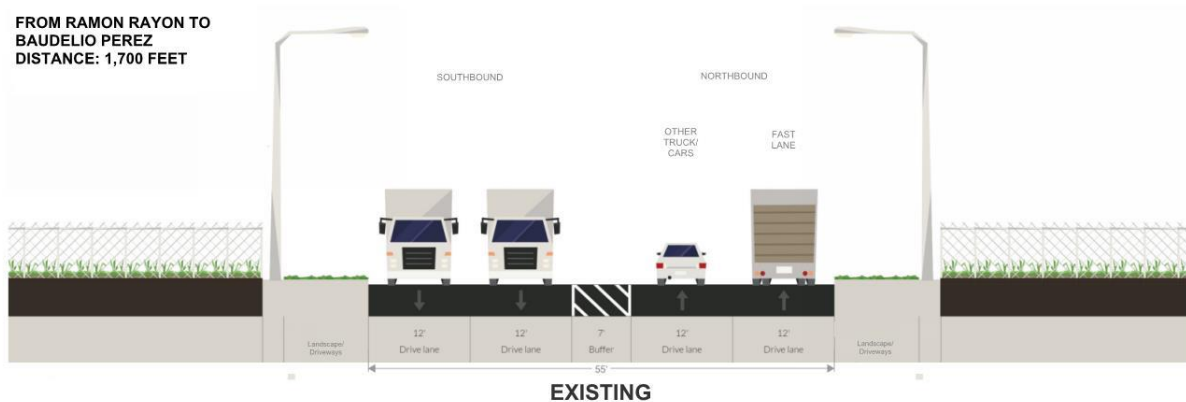 FROM RAMON RAYON TO
BAUDELIO PEREZ
DISTANCE: 1,700 FEET
SOUTHBOUND
NORTHBOUND
OTHER
TRUCK/
CARS
FAST
LANE
Landscape/
Driveways
12'
Drive lane
12'
Drive lane
7'
Buffer
12'
Drive lane
12'
Drive lane
Landscape/
Driveways
55'
EXISTING